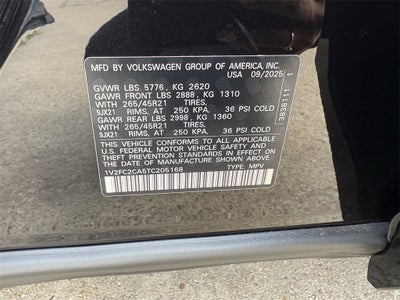 MFD BY VOLKSWAGEN GROUP OF AMERICA, INC.
USA 09/2025
GVWR LBS 5776, KG 2620
GAWR FRONT LBS 2888, KG 1310
WITH 265/45R21 TIRES,
9JX21 RIMS, AT 250 KPA, 36 PSI COLD
GAWR REAR LBS 2998, KG 1360
WITH 265/45R21 TIRES,
9JX21 RIMS, AT 250 KPA, 36 PSI COLD
THIS VEHICLE CONFORMS TO ALL APPLICABLE
FEDERAL MOTOR VEHICLE SAFETY AND THEFT
PREVENTION STANDARDS IN EFFECT ON THE
DATE OF MANUFACTURE SHOWN ABOVE.
1V2FC2CA5TC205168 TYPE: MPV
3838111 1